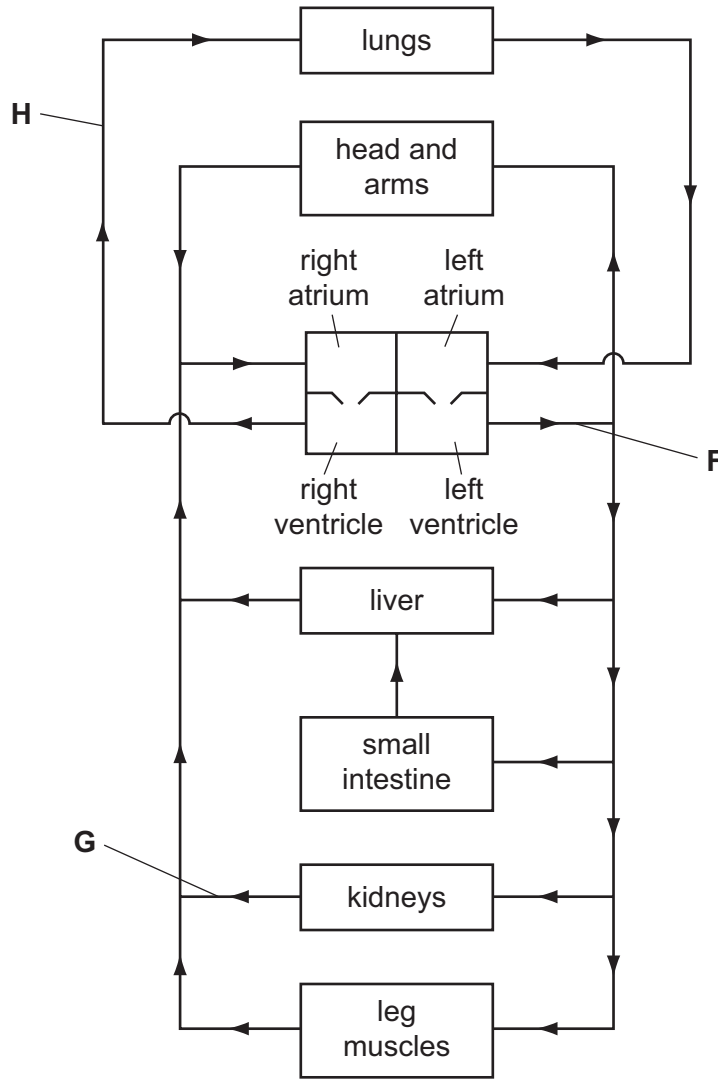 lungs
H
head and
arms
right
atrium
left
atrium
F
right
ventricle
left
ventricle
liver
small
intestine
G
kidneys
leg
muscles